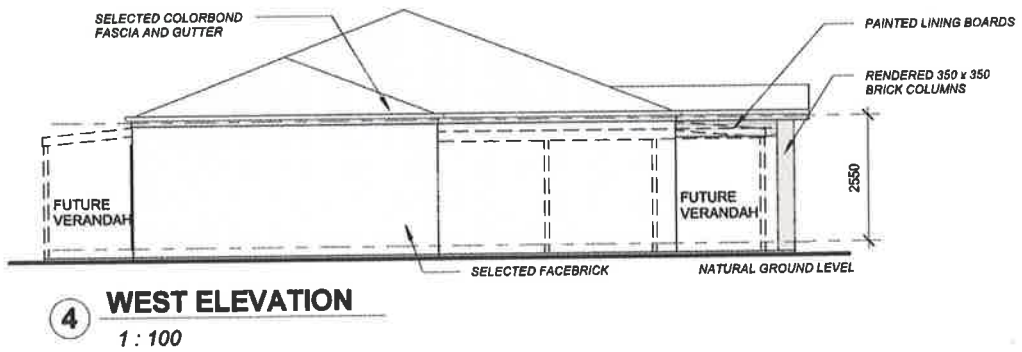 SELECTED COLORBOND
FASCIA AND GUTTER
PAINTED LINING BOARDS
RENDERED 350 x 350
BRICK COLUMNS
2550
FUTURE
VERANDAH
FUTURE
VERANDAH
SELECTED FACEBRICK
NATURAL GROUND LEVEL
4 WEST ELEVATION
1 : 100